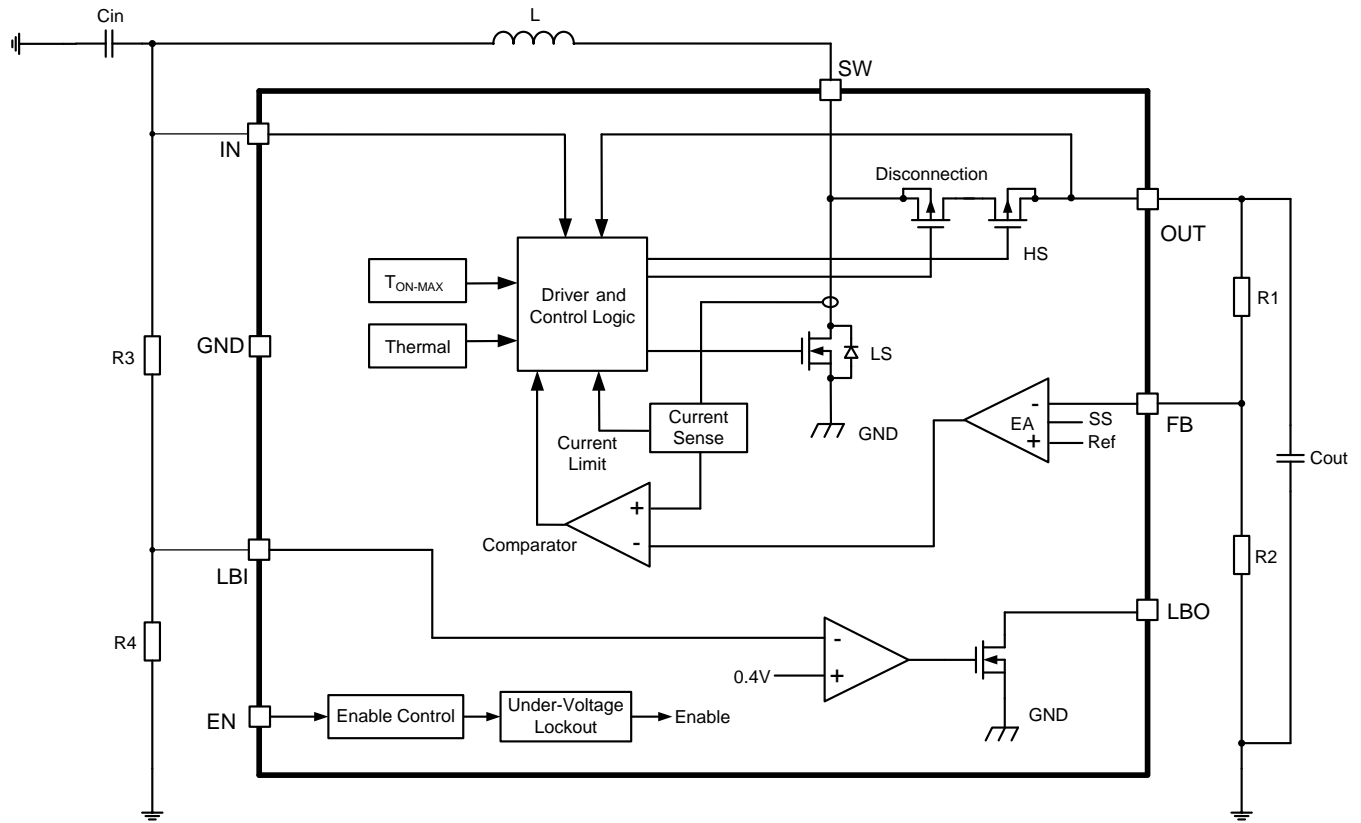 Cin
L
SW
IN
Disconnection
OUT
HS
T_ON-MAX
Driver and
Control Logic
R1
Thermal
GND
R3
LS
Current
Sense
GND
-
EA
SS
+
Ref
FB
Current
Limit
Cout
+
Comparator
-
LBI
R2
LBO
R4
-
0.4V
+
EN
Enable Control
Under-Voltage
Lockout
Enable
GND